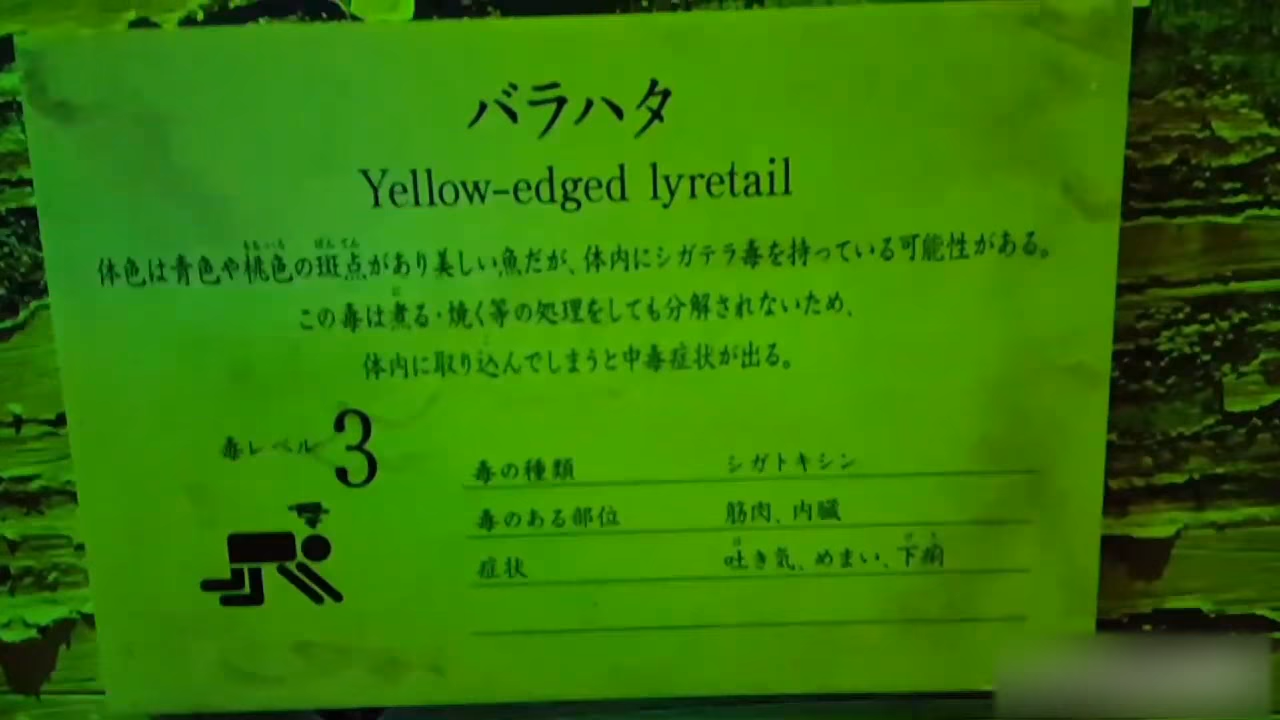 バラハタ
Yellow-edged lyretail
体色は青色や桃色の斑点があり美しい魚だが、体内にシガテラ毒を持っている可能性がある。
この毒は煮る・焼く等の処理をしても分解されないため、
体内に取り込んでしまうと中毒症状が出る。
毒レベル 3
毒の種類 シガトキシン
毒のある部位 筋肉、内臓
症状 吐き気、めまい、下痢